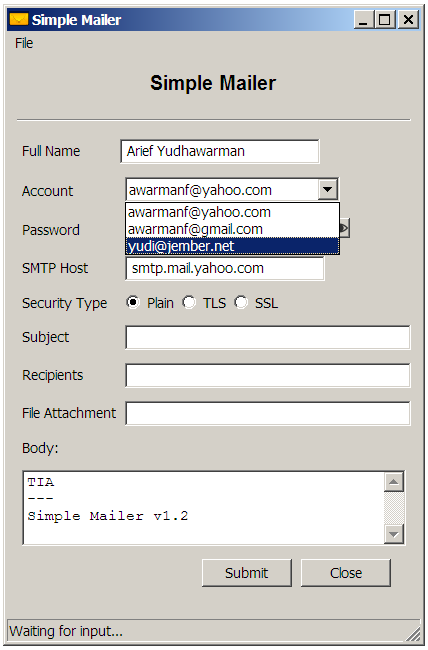 Simple Mailer
File
Simple Mailer
Full Name Arief Yudhawarman
Account awarmanf@yahoo.com
awarmanf@yahoo.com
awarmanf@gmail.com
Password
yudi@jember.net
SMTP Host smtp.mail.yahoo.com
Security Type Plain TLS SSL
Subject
Recipients
File Attachment
Body:
TIA
---
Simple Mailer v1.2
Submit Close
Waiting for input...